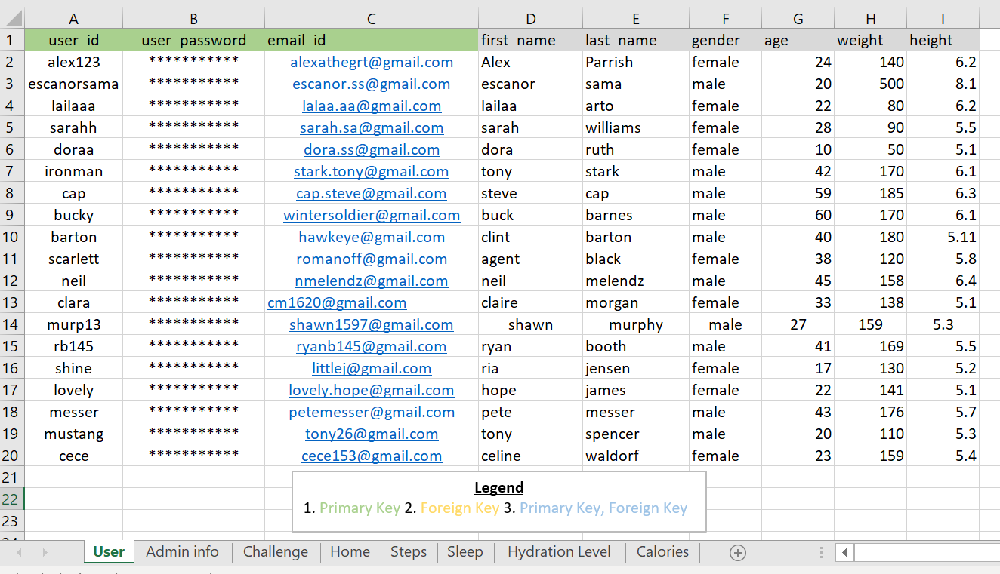 A B C D E F G H I
1 user_id user_password email_id first_name last_name gender age weight height
2 alex123 *********** alexathegrt@gmail.com Alex Parrish female 24 140 6.2
3 escanorsama *********** escanor.ss@gmail.com escanor sama male 20 500 8.1
4 lailaaa *********** lalaa.aa@gmail.com lailaa arto female 22 80 6.2
5 sarahh *********** sarah.sa@gmail.com sarah williams female 28 90 5.5
6 doraa *********** dora.ss@gmail.com dora ruth female 10 50 5.1
7 ironman *********** stark.tony@gmail.com tony stark male 42 170 6.1
8 cap *********** cap.steve@gmail.com steve cap male 59 185 6.3
9 bucky *********** wintersoldier@gmail.com buck barnes male 60 170 6.1
10 barton *********** hawkeye@gmail.com clint barton male 40 180 5.11
11 scarlett *********** romanoff@gmail.com agent black female 38 120 5.8
12 neil *********** nmelendz@gmail.com neil melendz male 45 158 6.4
13 clara *********** cm1620@gmail.com claire morgan female 33 138 5.1
14 murp13 *********** shawn1597@gmail.com shawn murphy male 27 159 5.3
15 rb145 *********** ryanb145@gmail.com ryan booth male 41 169 5.5
16 shine *********** littlej@gmail.com ria jensen female 17 130 5.2
17 lovely *********** lovely.hope@gmail.com hope james female 22 141 5.1
18 messer *********** petemesser@gmail.com pete messer male 43 176 5.7
19 mustang *********** tony26@gmail.com tony spencer male 20 110 5.3
20 cece *********** cece153@gmail.com celine waldorf female 23 159 5.4
21
Legend
22
1. Primary Key 2. Foreign Key 3. Primary Key, Foreign Key
23
User Admin info Challenge Home Steps Sleep Hydration Level Calories